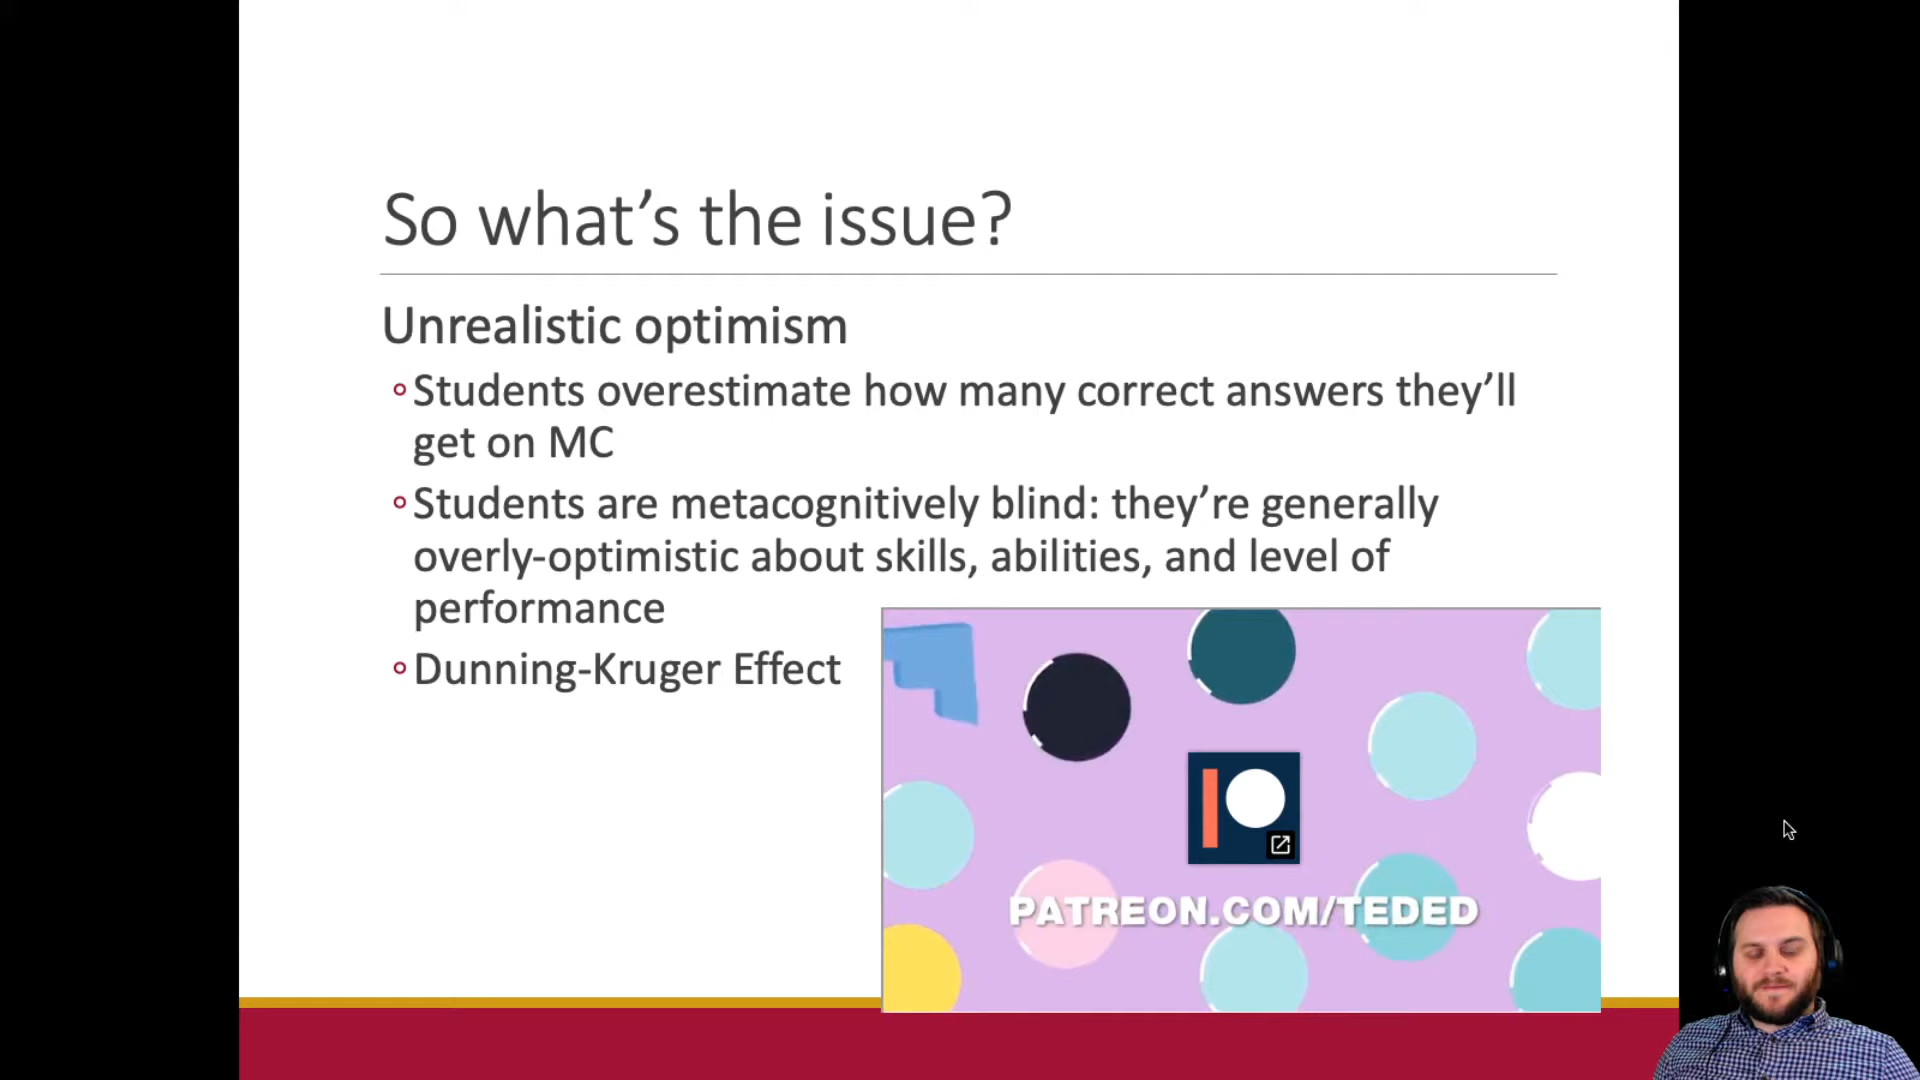 So what’s the issue?
Unrealistic optimism
◦Students overestimate how many correct answers they’ll
get on MC
◦Students are metacognitively blind: they’re generally
overly-optimistic about skills, abilities, and level of
performance
◦Dunning-Kruger Effect
PATREON.COM/TEDED